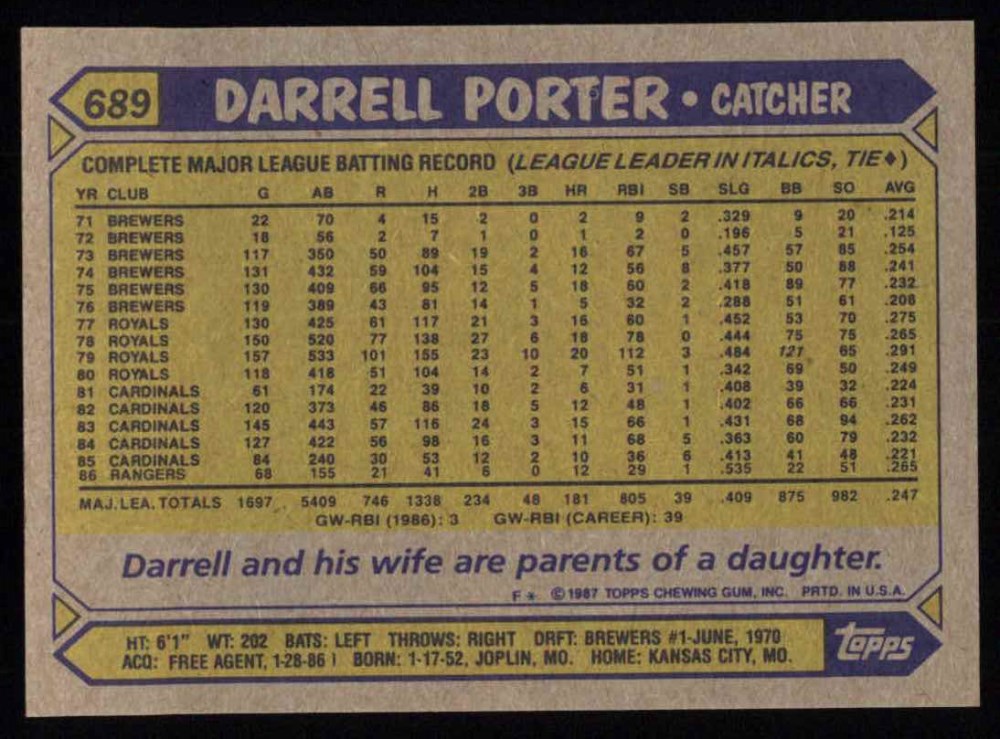 689 DARRELL PORTER • CATCHER
COMPLETE MAJOR LEAGUE BATTING RECORD (LEAGUE LEADER IN ITALICS, TIE♦)
YR CLUB G AB R H 2B 3B HR RBI SB SLG BB SO AVG
71 BREWERS 22 70 4 15 2 0 2 9 2 .329 9 20 .214
72 BREWERS 18 56 2 7 1 0 1 2 0 .196 5 21 .125
73 BREWERS 117 350 50 89 19 2 16 67 5 .457 57 85 .254
74 BREWERS 131 432 59 104 15 4 12 56 8 .377 50 88 .241
75 BREWERS 130 409 66 95 12 5 18 60 2 .418 89 77 .232
76 BREWERS 119 389 43 81 14 1 5 32 2 .288 51 61 .208
77 ROYALS 130 425 61 117 21 3 16 60 1 .452 53 70 .275
78 ROYALS 150 520 77 138 27 6 18 78 0 .444 75 75 .265
79 ROYALS 157 533 101 155 23 10 20 112 3 .484 121 65 .291
80 ROYALS 118 418 51 104 14 2 7 51 1 .342 69 50 .249
81 CARDINALS 61 174 22 39 10 2 6 31 1 .408 39 32 .224
82 CARDINALS 120 373 46 86 18 5 12 48 1 .402 66 66 .231
83 CARDINALS 145 443 57 116 24 3 15 66 1 .431 68 94 .262
84 CARDINALS 127 422 56 98 16 3 11 68 5 .363 60 79 .232
85 CARDINALS 84 240 30 53 12 2 10 36 6 .413 41 48 .221
86 RANGERS 68 155 21 41 6 0 12 29 1 .535 22 51 .265
MAJ. LEA. TOTALS 1697 5409 746 1338 234 48 181 805 39 .409 875 982 .247
GW-RBI (1986): 3 GW-RBI (CAREER): 39
Darrell and his wife are parents of a daughter.
F * © 1987 TOPPS CHEWING GUM, INC. PRTD. IN U.S.A.
HT: 6'1" WT: 202 BATS: LEFT THROWS: RIGHT DRFT: BREWERS #1-JUNE, 1970
ACQ: FREE AGENT, 1-28-86 BORN: 1-17-52, JOPLIN, MO. HOME: KANSAS CITY, MO.
topps